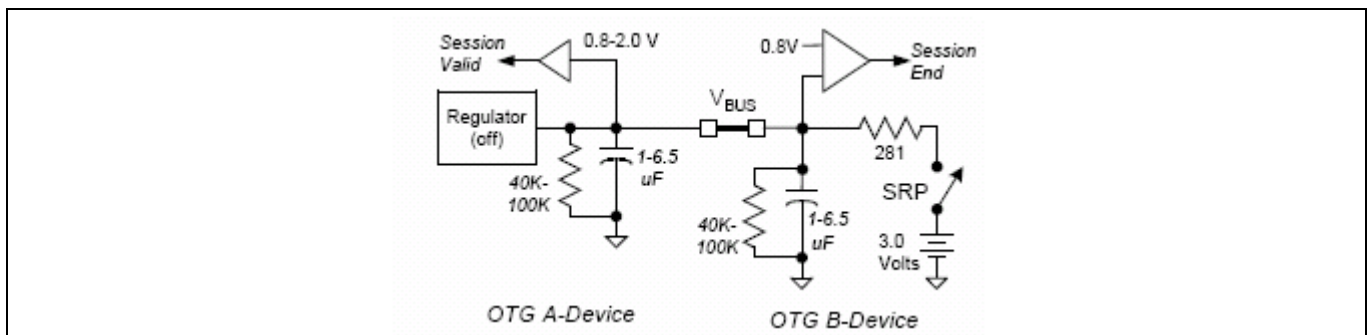 Session
Valid
0.8-2.0 V
0.8V
Session
End
Regulator
(off)
VBUS
1-6.5
uF
40K-
100K
281
SRP
40K-
100K
1-6.5
uF
3.0
Volts
OTG A-Device
OTG B-Device